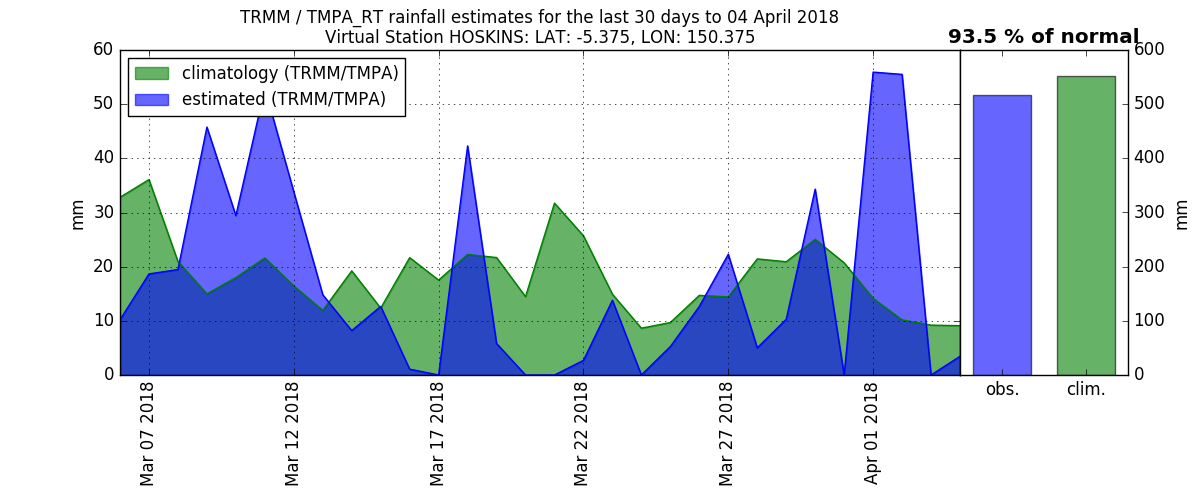 TRMM / TMPA_RT rainfall estimates for the last 30 days to 04 April 2018
Virtual Station HOSKINS: LAT: -5.375, LON: 150.375
93.5 % of normal
climatology (TRMM/TMPA)
estimated (TRMM/TMPA)
60
50
40
30
20
10
0
mm
Mar 07 2018
Mar 12 2018
Mar 17 2018
Mar 22 2018
Mar 27 2018
Apr 01 2018
600
500
400
300
200
100
0
mm
obs.
clim.